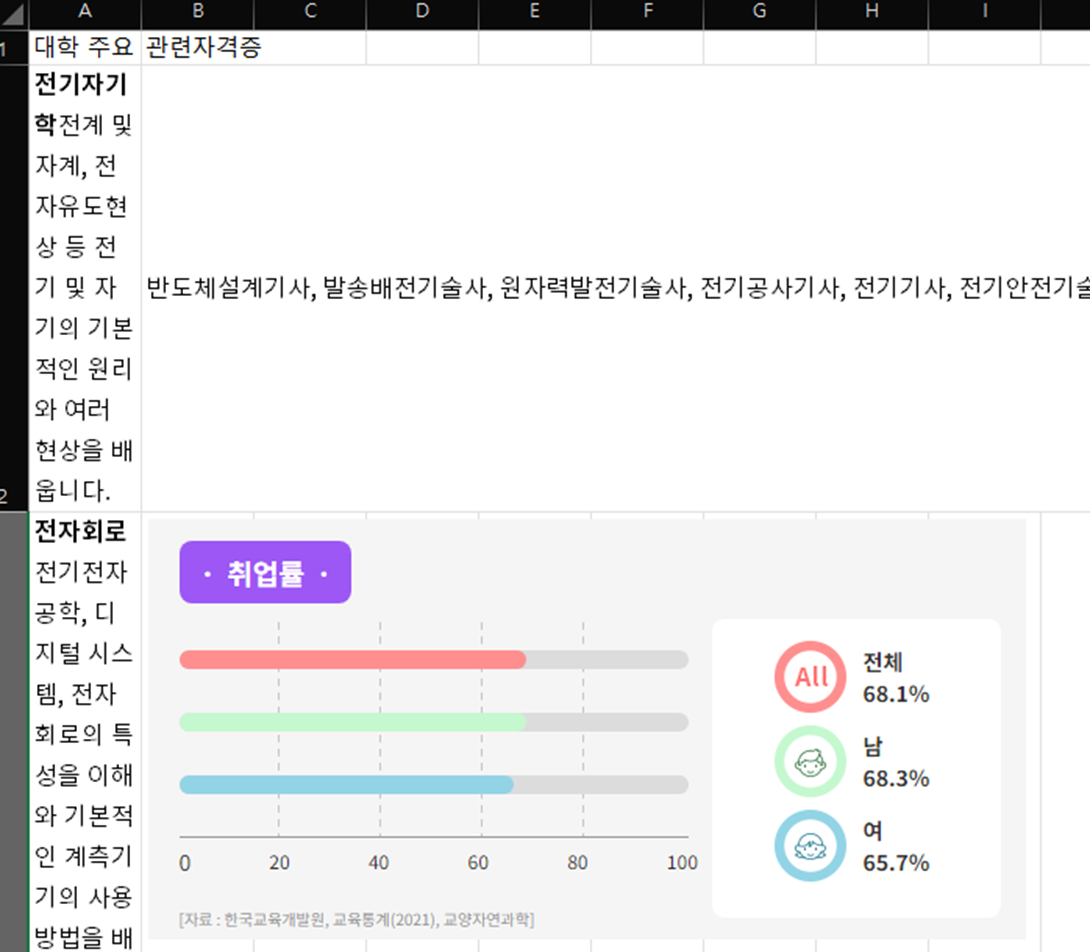 A B C D E F G H I
1 대학 주요 관련자격증
전기자기
학전계 및
자계, 전
자유도현
상 등 전
기 및 자
반도체설계기사, 발송배전기술사, 원자력발전기술사, 전기공사기사, 전기기사, 전기안전기술
기의 기본
적인 원리
와 여러
현상을 배
웁니다.
2
전자회로
전기전자
공학, 디
지털 시스
템, 전자
회로의 특
성을 이해
와 기본적
인 계측기
기의 사용
방법을 배
· 취업률 ·
0 20 40 60 80 100
[자료 : 한국교육개발원, 교육통계(2021), 교양자연과학]
All 전체
68.1%
남
68.3%
여
65.7%